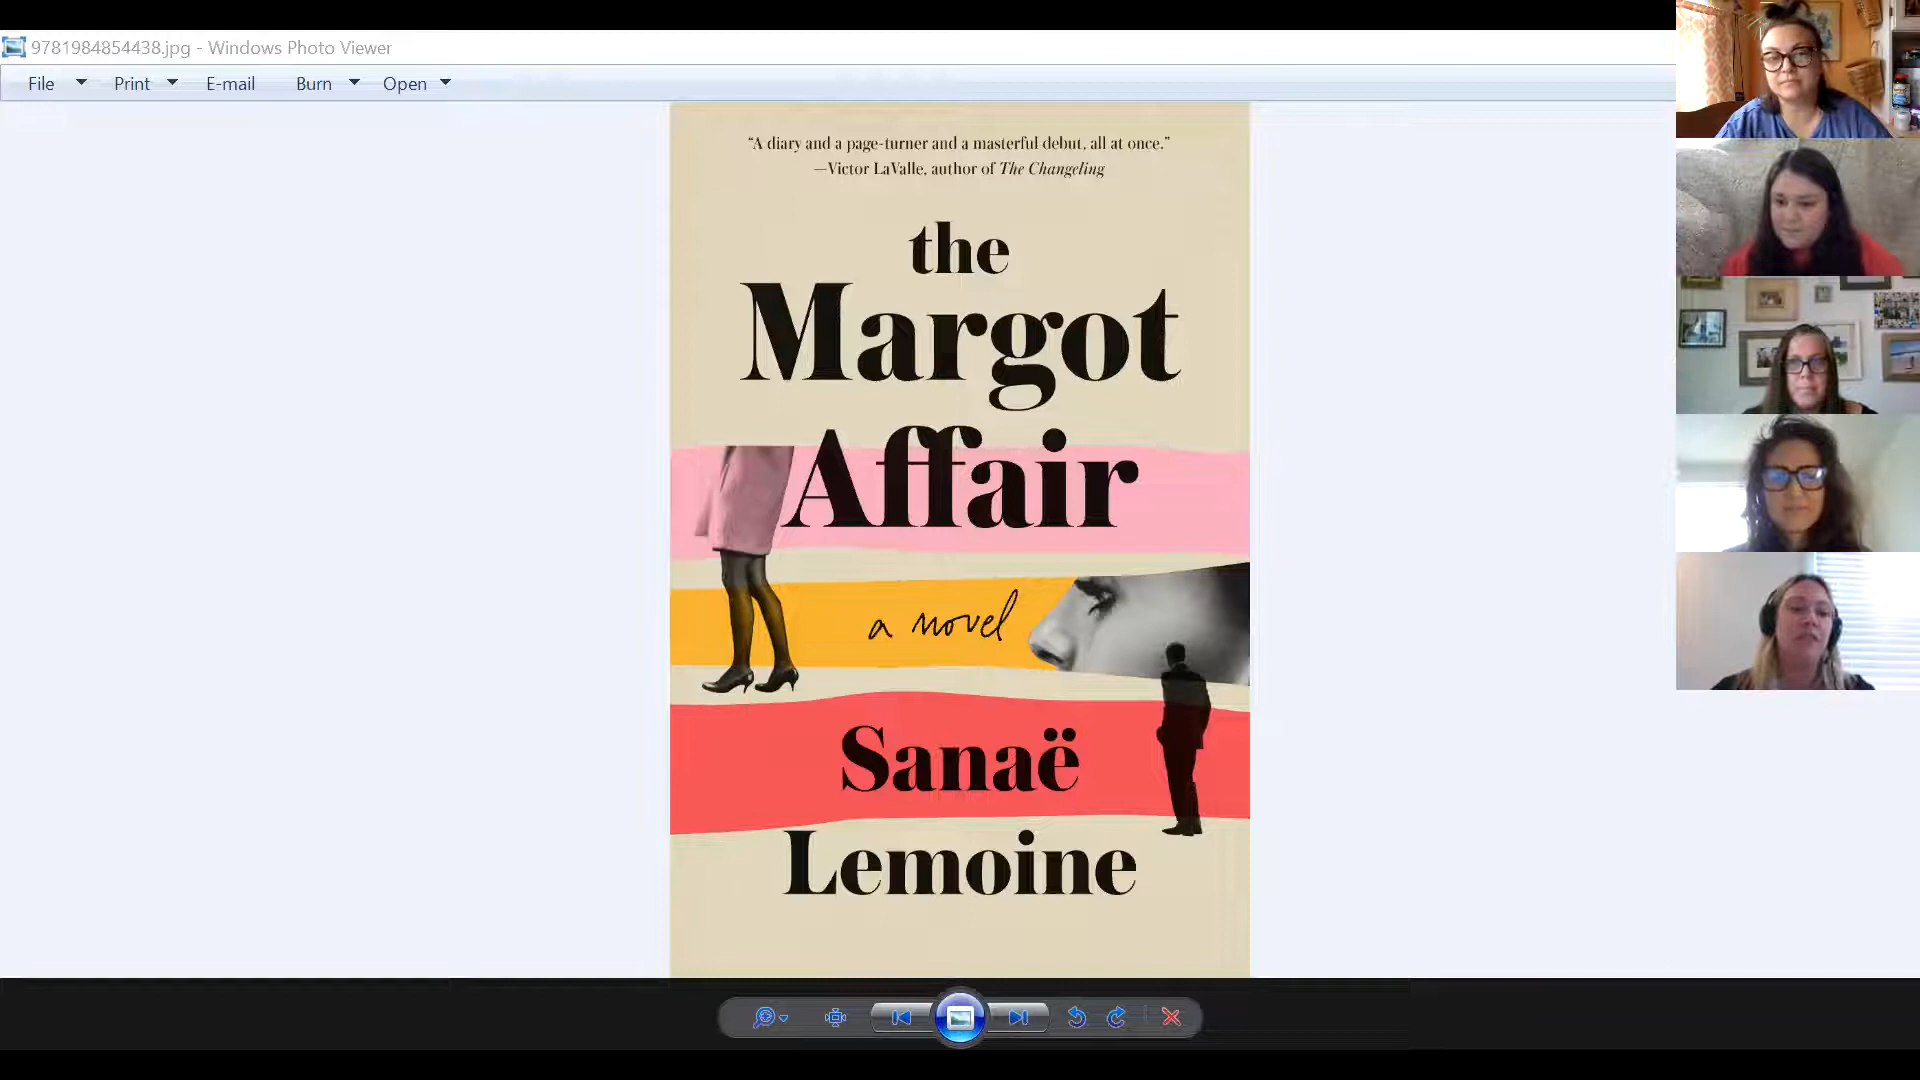 9781984854438.jpg - Windows Photo Viewer
File Print E-mail Burn Open
“A diary and a page-turner and a masterful debut, all at once.”
—Victor LaValle, author of The Changeling
the
Margot
Affair
a novel
Sanaë
Lemoine